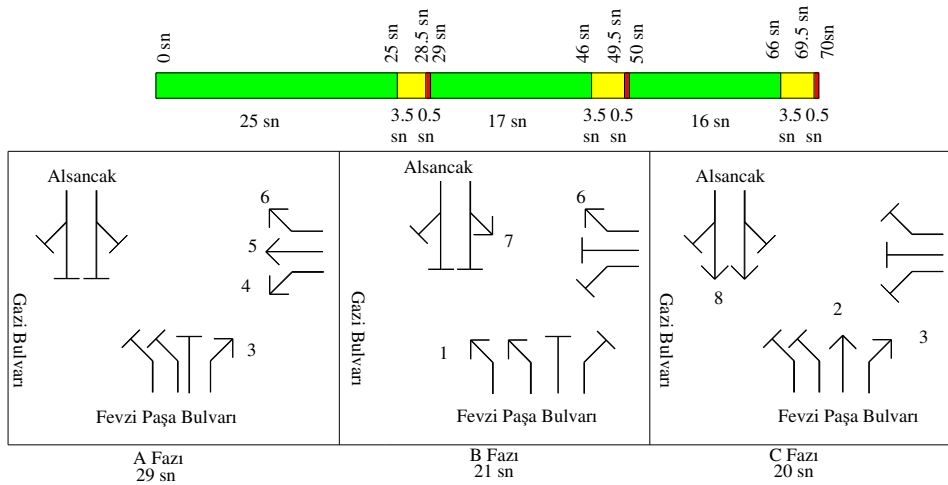 0 sn
25 sn
28.5 sn
29 sn
46 sn
49.5 sn
50 sn
66 sn
69.5 sn
70sn
25 sn
3.5 sn
0.5 sn
17 sn
3.5 sn
0.5 sn
16 sn
3.5 sn
0.5 sn
Alsancak
6
5
4
3
Gazi Bulvarı
Fevzi Paşa Bulvarı
A Fazı
29 sn
Alsancak
7
6
1
Gazi Bulvarı
Fevzi Paşa Bulvarı
B Fazı
21 sn
Alsancak
8
2
3
Gazi Bulvarı
Fevzi Paşa Bulvarı
C Fazı
20 sn